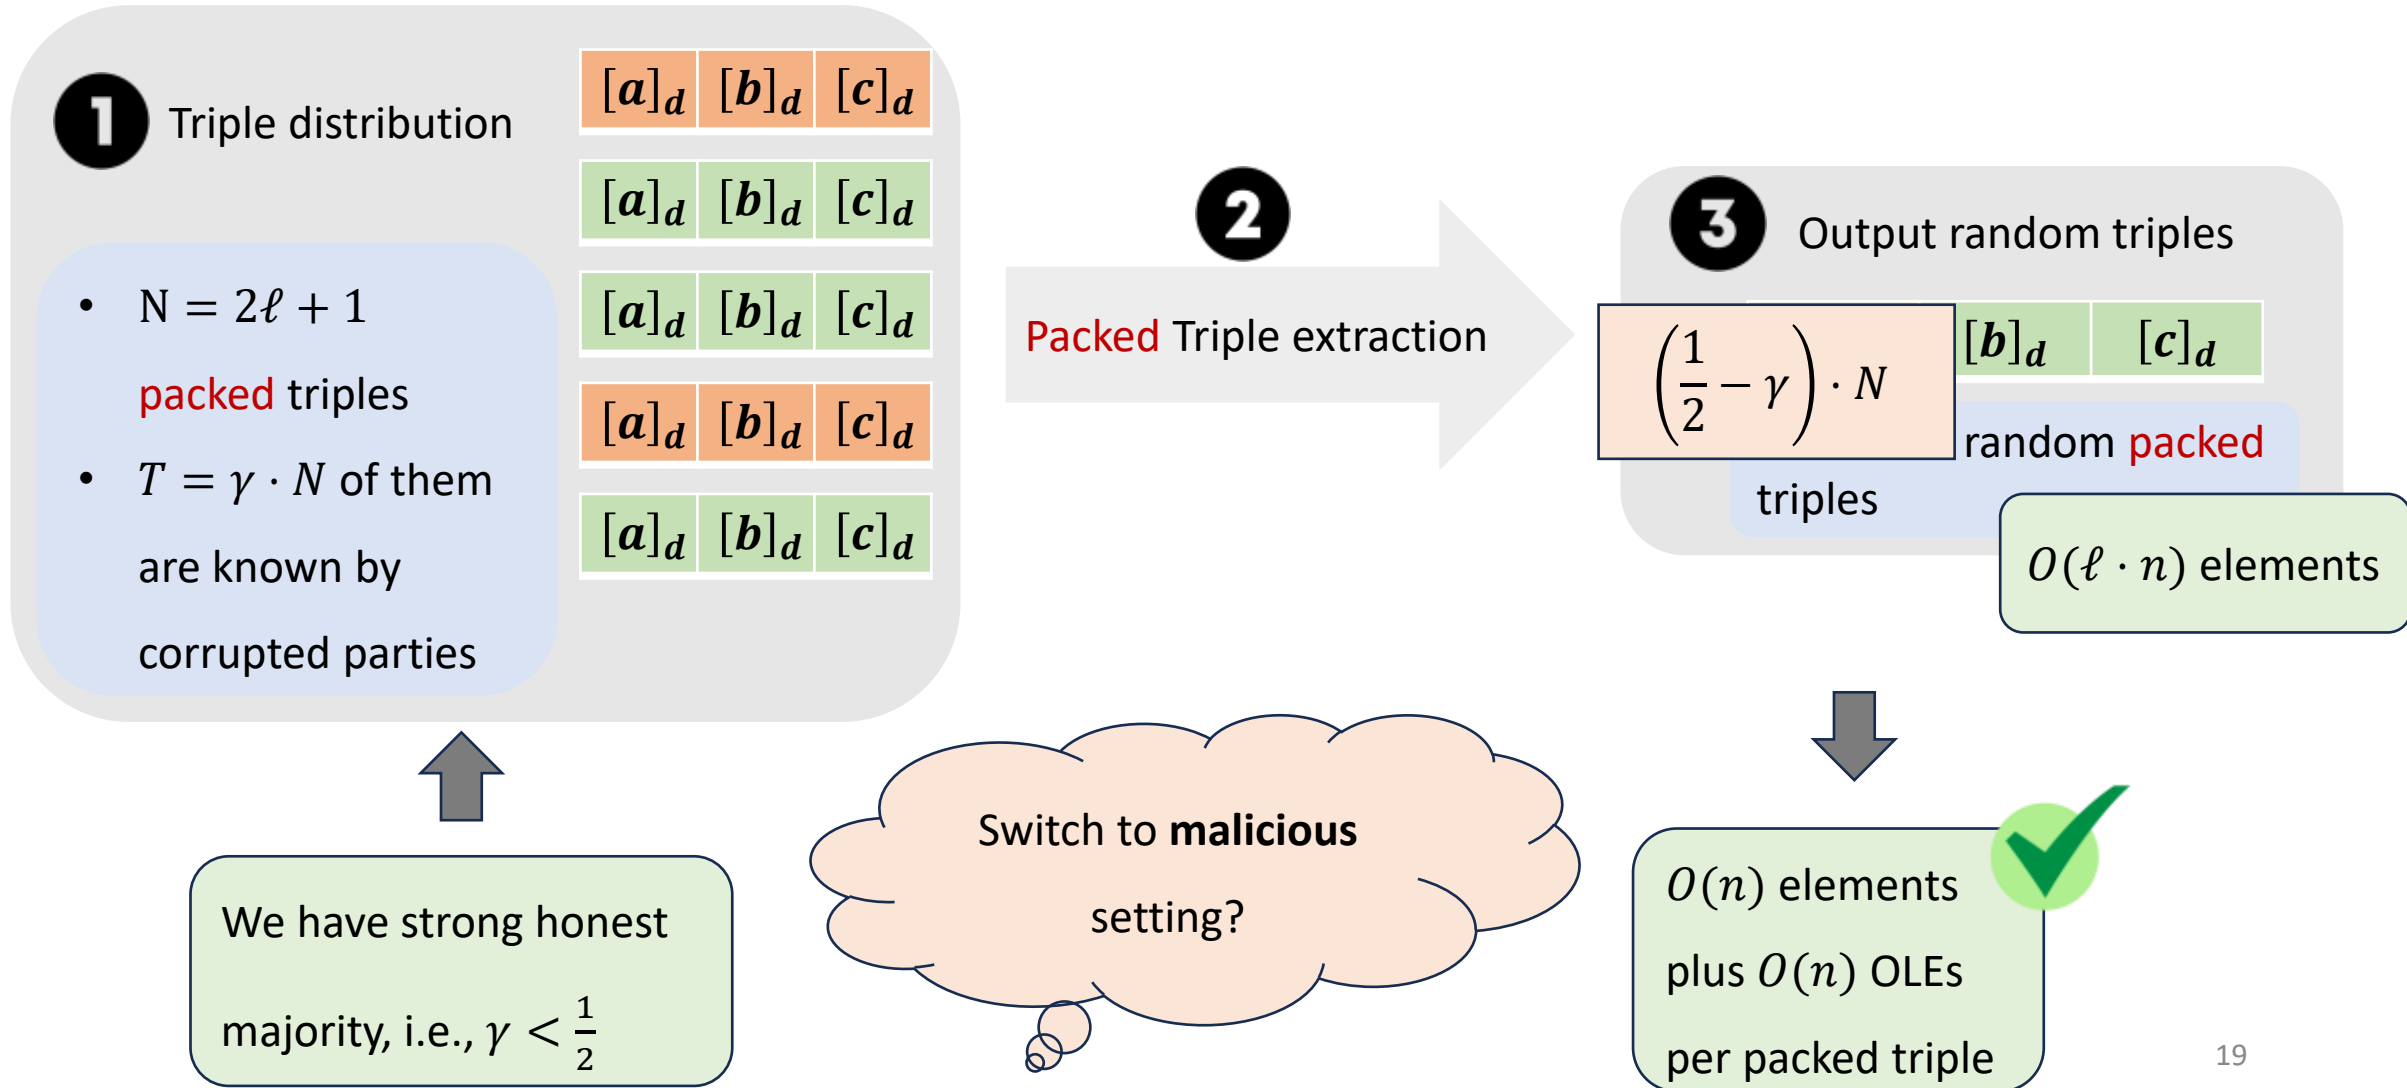 1 Triple distribution
[a]_d [b]_d [c]_d
[a]_d [b]_d [c]_d
[a]_d [b]_d [c]_d
[a]_d [b]_d [c]_d
[a]_d [b]_d [c]_d
• N = 2ℓ + 1
packed triples
• T = γ · N of them
are known by
corrupted parties
We have strong honest
majority, i.e., γ < 1/2
2
Packed Triple extraction
Switch to malicious
setting?
3 Output random triples
[b]_d [c]_d
(1/2 − γ) · N
random packed
triples
O(ℓ · n) elements
O(n) elements
plus O(n) OLEs
per packed triple
19